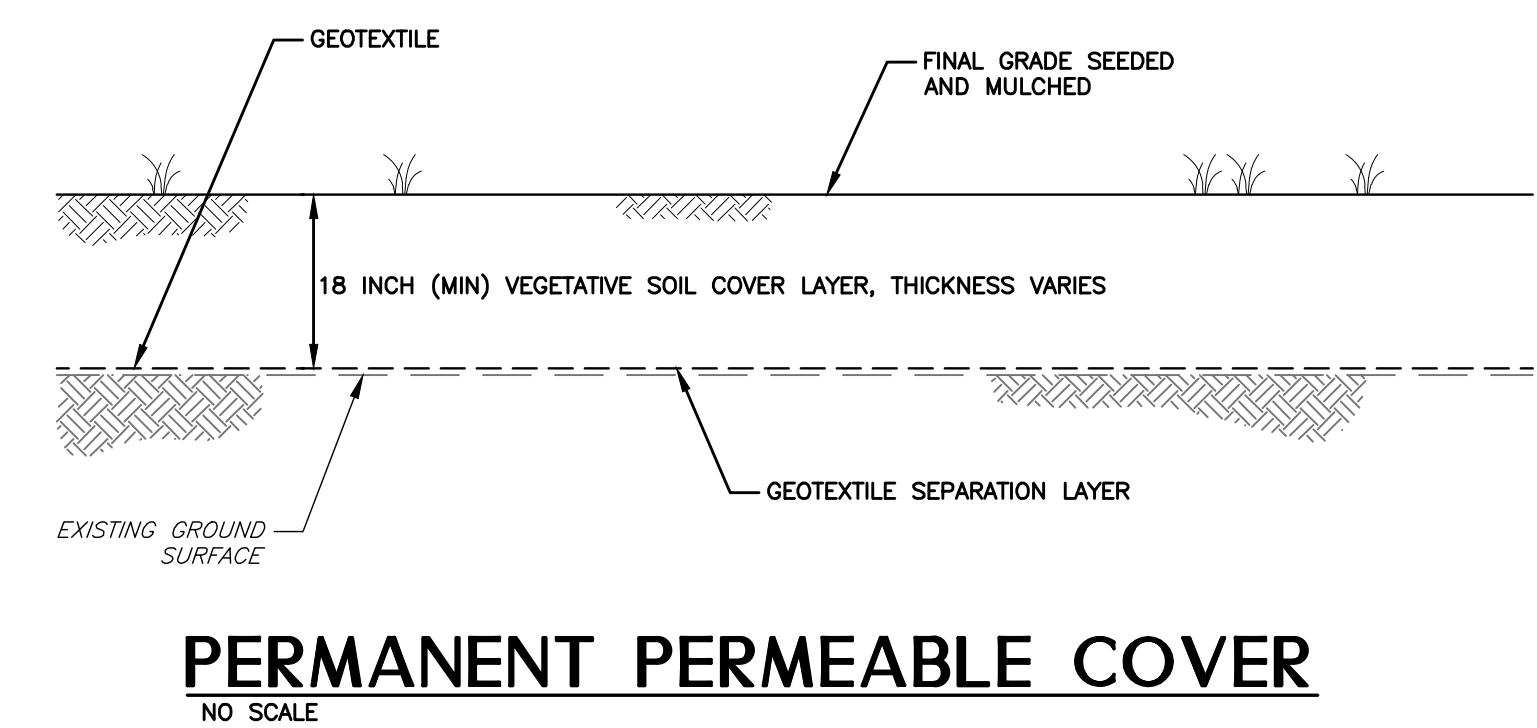 GEOTEXTILE
FINAL GRADE SEEDED
AND MULCHED
18 INCH (MIN) VEGETATIVE SOIL COVER LAYER, THICKNESS VARIES
GEOTEXTILE SEPARATION LAYER
EXISTING GROUND
SURFACE
PERMANENT PERMEABLE COVER
NO SCALE